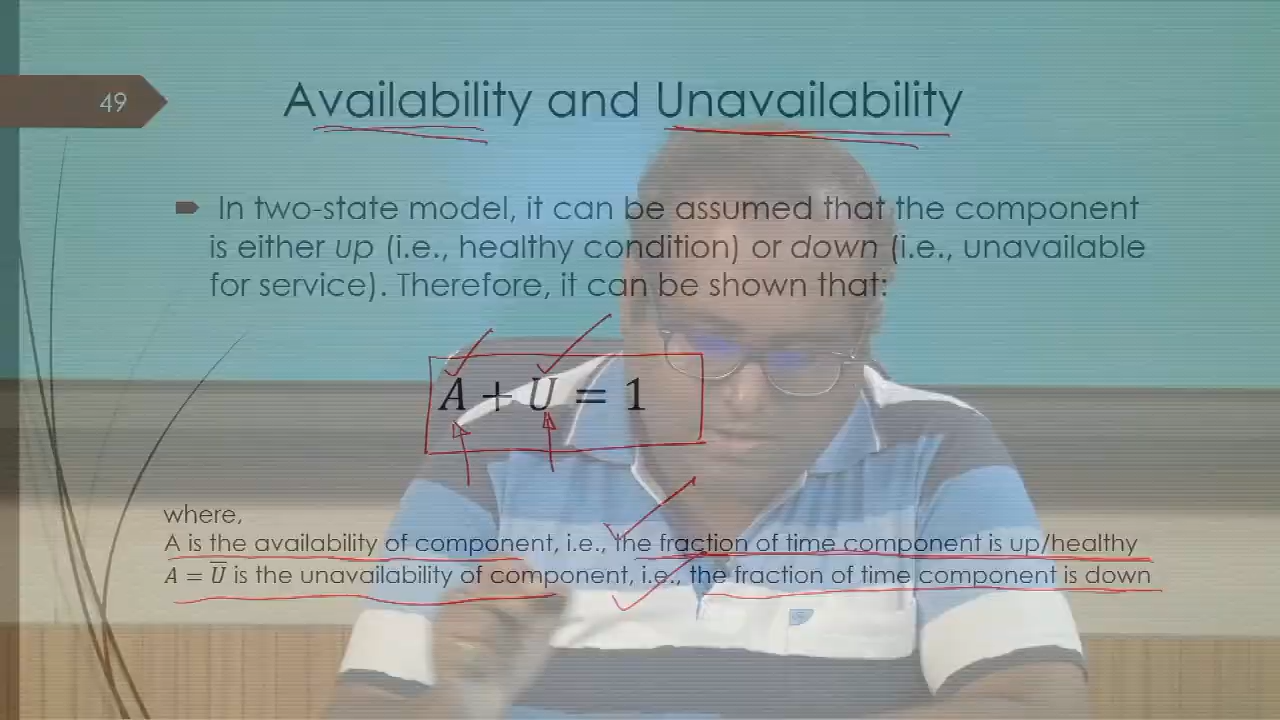 49
Availability and Unavailability
In two-state model, it can be assumed that the component
is either up (i.e., healthy condition) or down (i.e., unavailable
for service). Therefore, it can be shown that:
A + U = 1
where,
A is the availability of component, i.e., the fraction of time component is up/healthy
A = U̅ is the unavailability of component, i.e., the fraction of time component is down